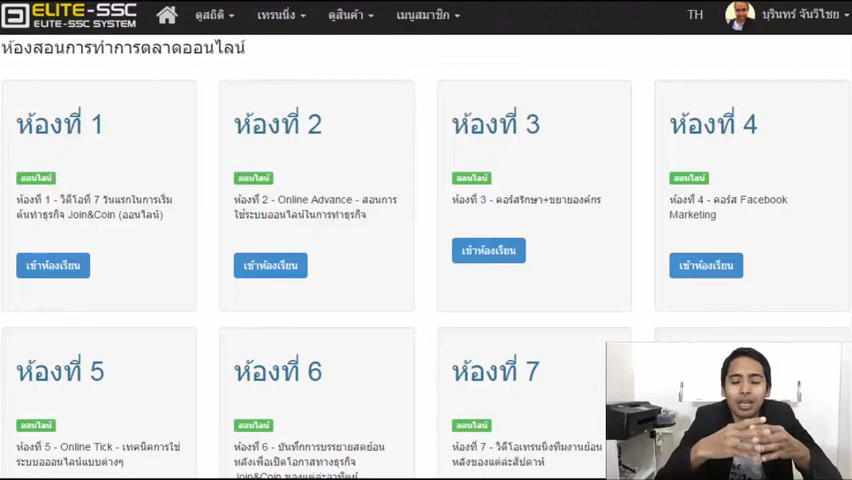 ELITE-SSC
ELITE-SSC SYSTEM
ดูสถิติ
เทรนนิ่ง
ดูสินค้า
เมนูสมาชิก
TH
บุรินทร์ จันวิไชย
ห้องสอนการทำการตลาดออนไลน์
ห้องที่ 1
ออนไลน์
ห้องที่ 1 - วิดีโอที่ 7 วันแรกในการเริ่ม
ต้นทำธุรกิจ Join&Coin (ออนไลน์)
เข้าห้องเรียน
ห้องที่ 2
ออนไลน์
ห้องที่ 2 - Online Advance - สอนการ
ใช้ระบบออนไลน์ในการทำธุรกิจ
เข้าห้องเรียน
ห้องที่ 3
ออนไลน์
ห้องที่ 3 - คอร์สรักษา+ขยายองค์กร
เข้าห้องเรียน
ห้องที่ 4
ออนไลน์
ห้องที่ 4 - คอร์ส Facebook
Marketing
เข้าห้องเรียน
ห้องที่ 5
ออนไลน์
ห้องที่ 5 - Online Tick - เทคนิคการใช้
ระบบออนไลน์แบบต่างๆ
ห้องที่ 6
ออนไลน์
ห้องที่ 6 - บันทึกการบรรยายสดย้อน
หลังเพื่อเปิดโอกาสทางธุรกิจ
Join&Coin ของแต่ละอาทิตย์
ห้องที่ 7
ออนไลน์
ห้องที่ 7 - วิดีโอเทรนนิ่งทีมงานย้อน
หลังของแต่ล่ะสัปดาห์